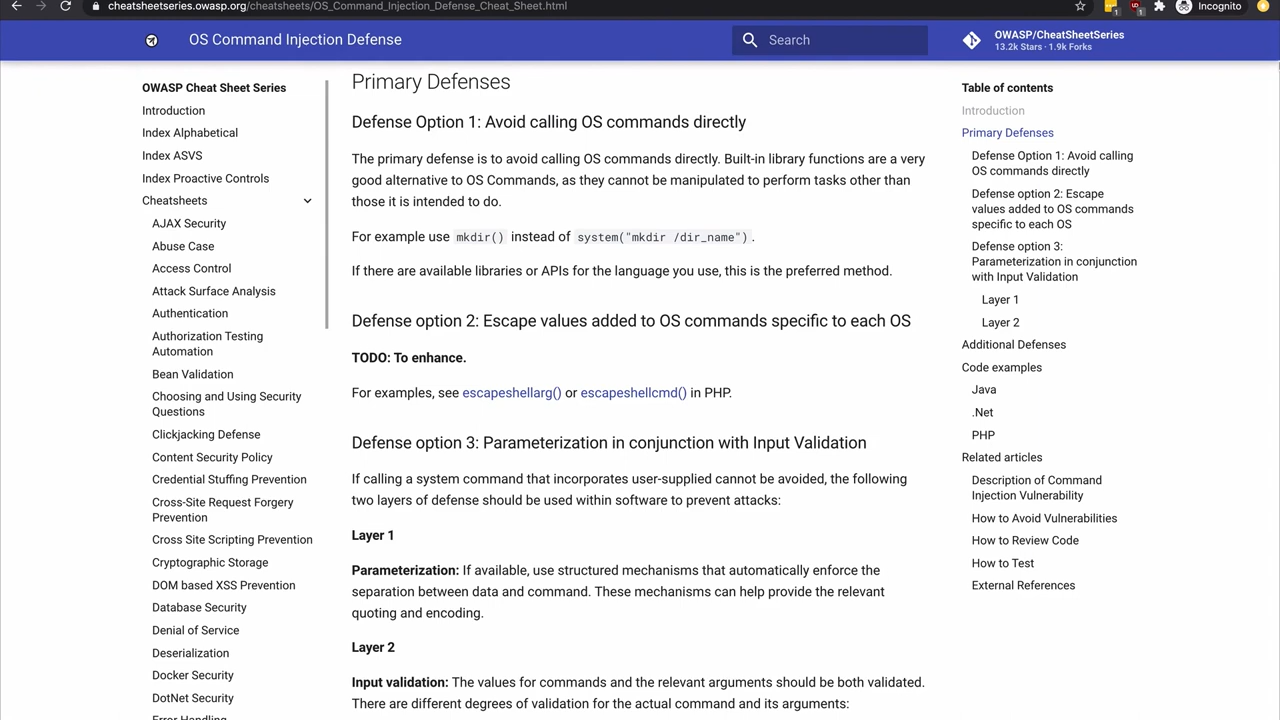 cheatsheetseries.owasp.org/cheatsheets/OS_Command_Injection_Defense_Cheat_Sheet.html
1
1
Incognito
OS Command Injection Defense
Search
OWASP/CheatSheetSeries
13.2k Stars · 1.9k Forks
OWASP Cheat Sheet Series
Introduction
Index Alphabetical
Index ASVS
Index Proactive Controls
Cheatsheets
AJAX Security
Abuse Case
Access Control
Attack Surface Analysis
Authentication
Authorization Testing
Automation
Bean Validation
Choosing and Using Security
Questions
Clickjacking Defense
Content Security Policy
Credential Stuffing Prevention
Cross-Site Request Forgery
Prevention
Cross Site Scripting Prevention
Cryptographic Storage
DOM based XSS Prevention
Database Security
Denial of Service
Deserialization
Docker Security
DotNet Security
Error Handling
Primary Defenses
Defense Option 1: Avoid calling OS commands directly
The primary defense is to avoid calling OS commands directly. Built-in library functions are a very
good alternative to OS Commands, as they cannot be manipulated to perform tasks other than
those it is intended to do.
For example use mkdir() instead of system("mkdir /dir_name").
If there are available libraries or APIs for the language you use, this is the preferred method.
Defense option 2: Escape values added to OS commands specific to each OS
TODO: To enhance.
For examples, see escapeshellarg() or escapeshellcmd() in PHP.
Defense option 3: Parameterization in conjunction with Input Validation
If calling a system command that incorporates user-supplied cannot be avoided, the following
two layers of defense should be used within software to prevent attacks:
Layer 1
Parameterization: If available, use structured mechanisms that automatically enforce the
separation between data and command. These mechanisms can help provide the relevant
quoting and encoding.
Layer 2
Input validation: The values for commands and the relevant arguments should be both validated.
There are different degrees of validation for the actual command and its arguments:
Table of contents
Introduction
Primary Defenses
Defense Option 1: Avoid calling
OS commands directly
Defense option 2: Escape
values added to OS commands
specific to each OS
Defense option 3:
Parameterization in conjunction
with Input Validation
Layer 1
Layer 2
Additional Defenses
Code examples
Java
.Net
PHP
Related articles
Description of Command
Injection Vulnerability
How to Avoid Vulnerabilities
How to Review Code
How to Test
External References